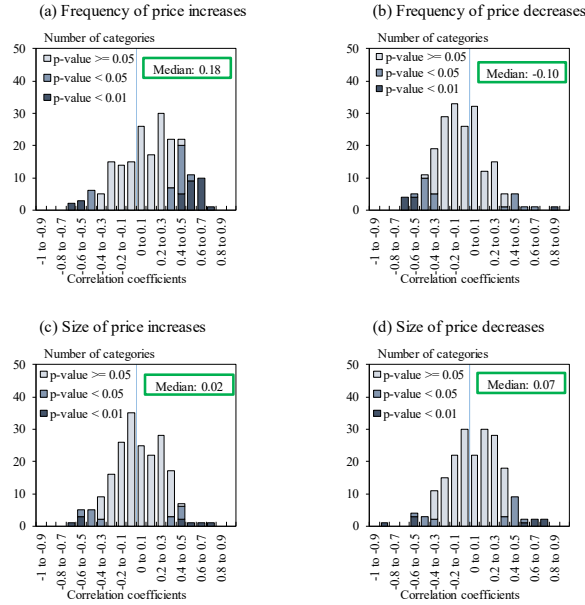 (a) Frequency of price increases
Number of categories
50
40
30
20
10
0
p-value >= 0.05
p-value < 0.05
p-value < 0.01
Median: 0.18
-1 to -0.9
-0.8 to -0.7
-0.6 to -0.5
-0.4 to -0.3
-0.2 to -0.1
0 to 0.1
0.2 to 0.3
0.4 to 0.5
0.6 to 0.7
0.8 to 0.9
Correlation coefficients
(b) Frequency of price decreases
Number of categories
50
40
30
20
10
0
p-value >= 0.05
p-value < 0.05
p-value < 0.01
Median: -0.10
-1 to -0.9
-0.8 to -0.7
-0.6 to -0.5
-0.4 to -0.3
-0.2 to -0.1
0 to 0.1
0.2 to 0.3
0.4 to 0.5
0.6 to 0.7
0.8 to 0.9
Correlation coefficients
(c) Size of price increases
Number of categories
50
40
30
20
10
0
p-value >= 0.05
p-value < 0.05
p-value < 0.01
Median: 0.02
-1 to -0.9
-0.8 to -0.7
-0.6 to -0.5
-0.4 to -0.3
-0.2 to -0.1
0 to 0.1
0.2 to 0.3
0.4 to 0.5
0.6 to 0.7
0.8 to 0.9
Correlation coefficients
(d) Size of price decreases
Number of categories
50
40
30
20
10
0
p-value >= 0.05
p-value < 0.05
p-value < 0.01
Median: 0.07
-1 to -0.9
-0.8 to -0.7
-0.6 to -0.5
-0.4 to -0.3
-0.2 to -0.1
0 to 0.1
0.2 to 0.3
0.4 to 0.5
0.6 to 0.7
0.8 to 0.9
Correlation coefficients